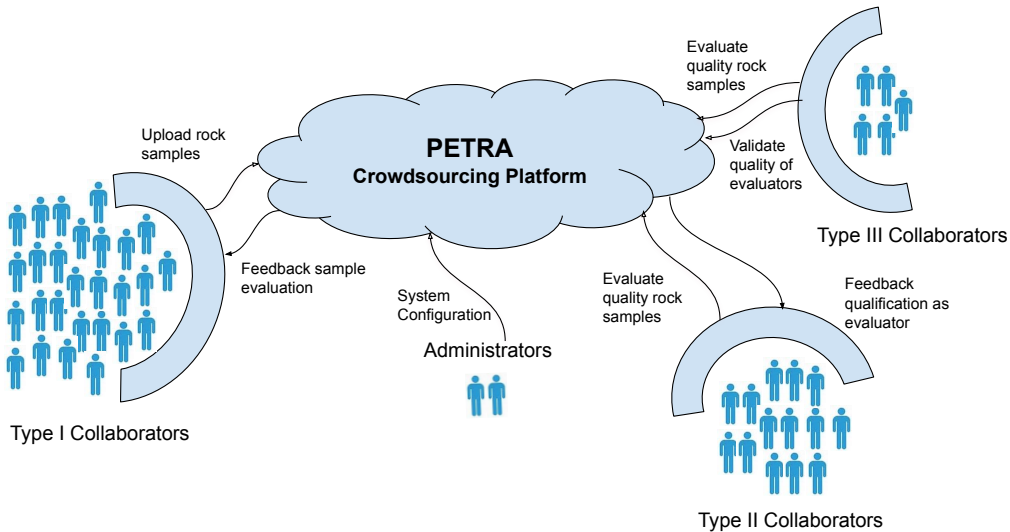 Evaluate
quality rock
samples
PETRA
Crowdsourcing Platform
Upload rock
samples
Validate
quality of
evaluators
Type III Collaborators
Feedback sample
evaluation
System
Configuration
Evaluate
quality rock
samples
Feedback
qualification as
evaluator
Administrators
Type I Collaborators
Type II Collaborators